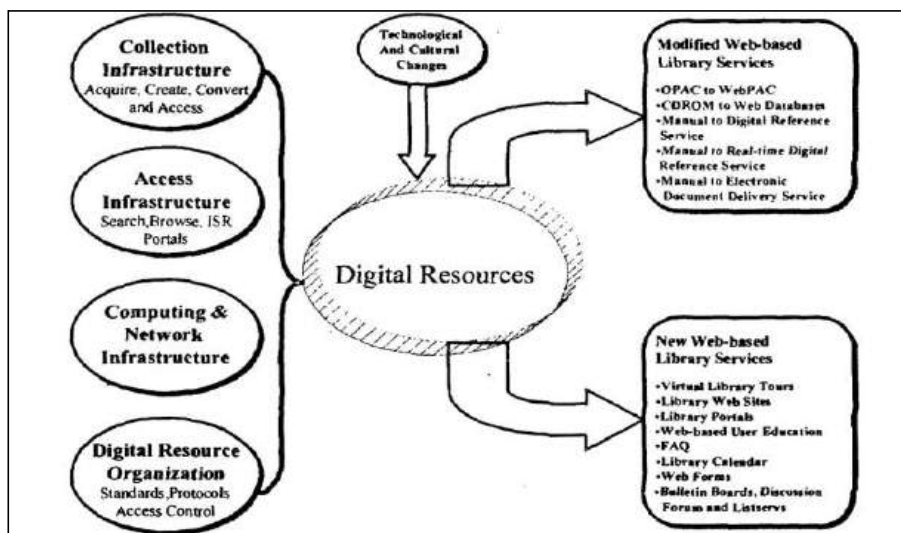 Collection
Infrastructure
Acquire, Create, Convert
and Access
Access
Infrastructure
Search,Browse, ISR
Portals
Computing &
Network
Infrastructure
Digital Resource
Organization
Standards,Protocols
Access Control
Technological
And Cultural
Changes
Digital Resources
Modified Web-based
Library Services
•OPAC to WebPAC
•CDROM to Web Databases
•Manual to Digital Reference
Service
•Manual to Real-time Digital
Reference Service
•Manual to Electronic
Document Delivery Service
New Web-based
Library Services
•Virtual Library Tours
•Library Web Sites
•Library Portals
•Web-based User Education
•FAQ
•Library Calendar
•Web Forms
•Bulletin Boards, Discussion
Forum and Listservs